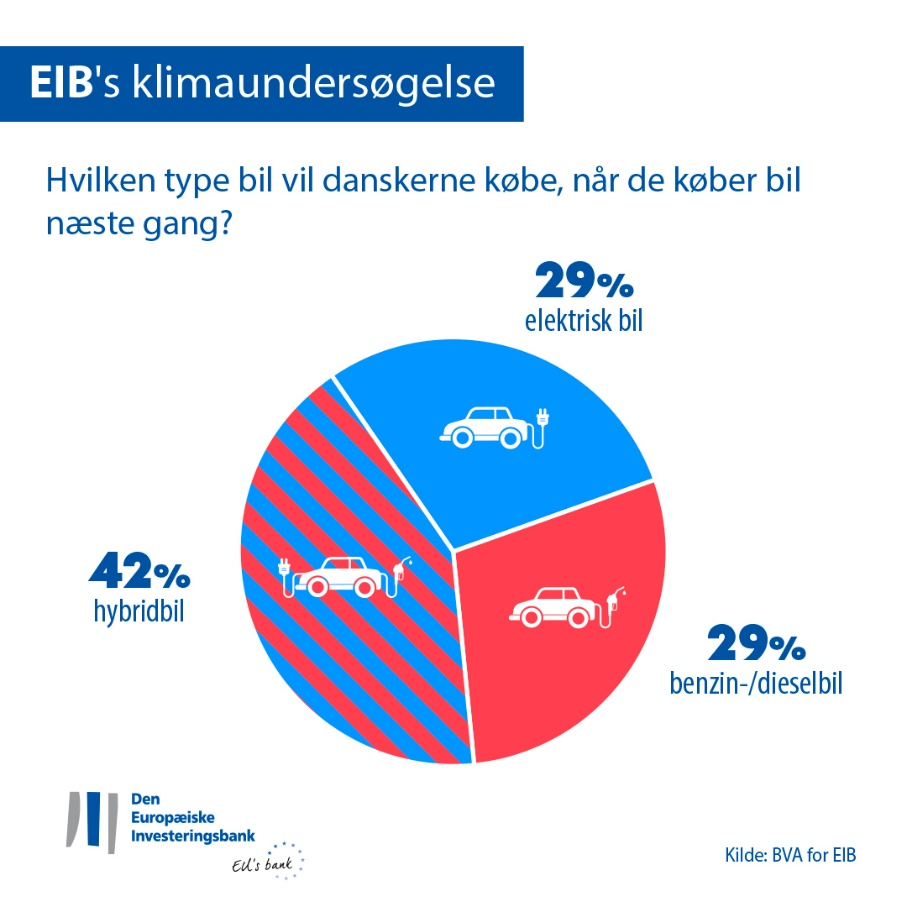 EIB's klimaundersøgelse
Hvilken type bil vil danskerne købe, når de køber bil
næste gang?
29%
elektrisk bil
42%
hybridbil
29%
benzin-/dieselbil
Den
Europæiske
Investeringsbank
EU's bank
Kilde: BVA for EIB